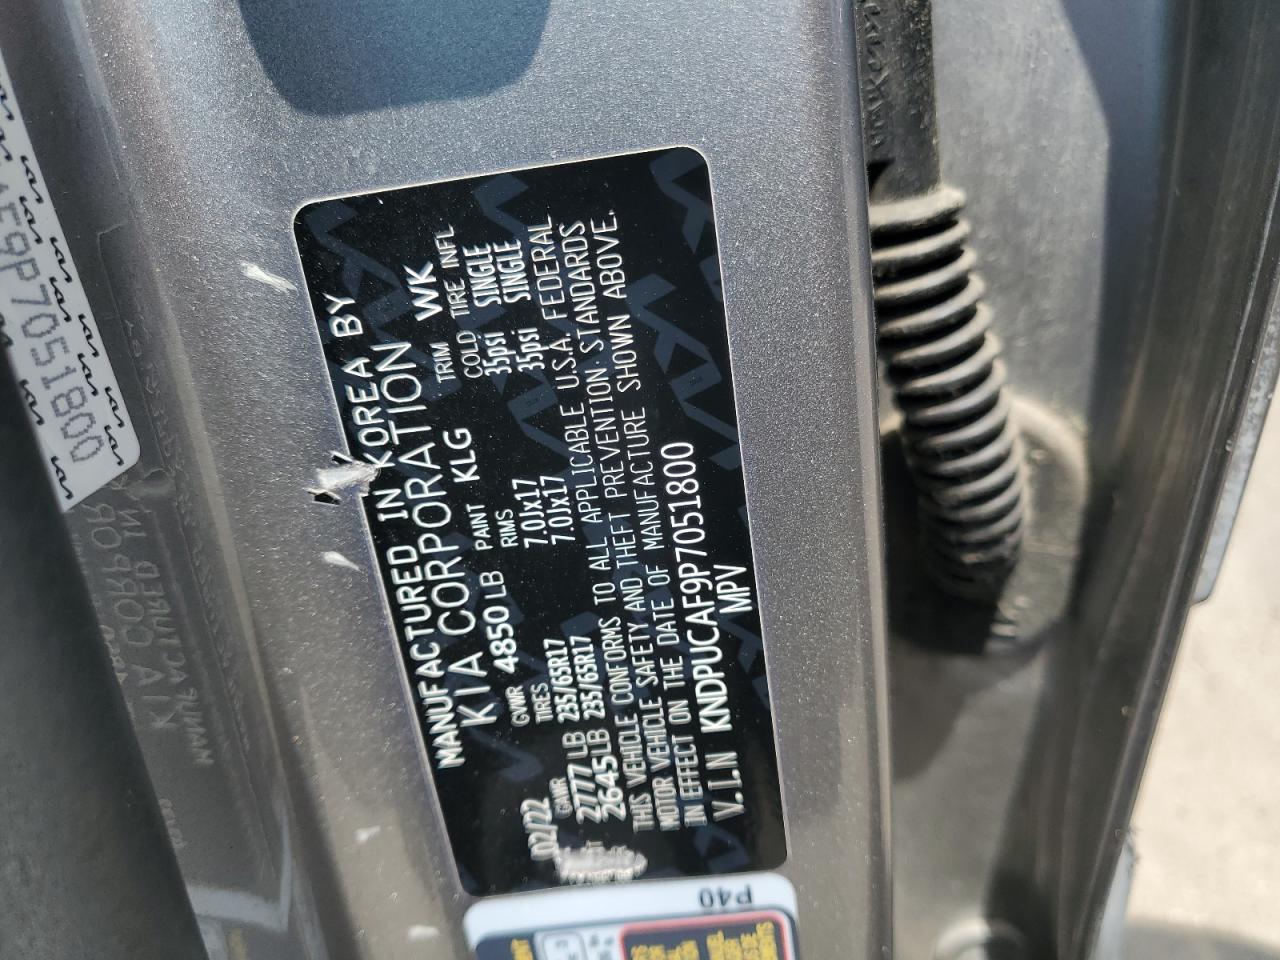 MANUFACTURED IN KOREA BY
KIA CORPORATION
02/22 4850 LB PAINT KLG TRIM WK
GVWR
GAWR TIRES RIMS COLD TIRE INFL
2777 LB 235/65R17 7.0Jx17 35psi SINGLE
2645LB 235/65R17 7.0Jx17 35psi SINGLE
THIS VEHICLE CONFORMS TO ALL APPLICABLE U.S.A. FEDERAL
MOTOR VEHICLE SAFETY AND THEFT PREVENTION STANDARDS
IN EFFECT ON THE DATE OF MANUFACTURE SHOWN ABOVE.
V.I.N KNDPUCAF9P7051800
MPV
F9P7051800
P40